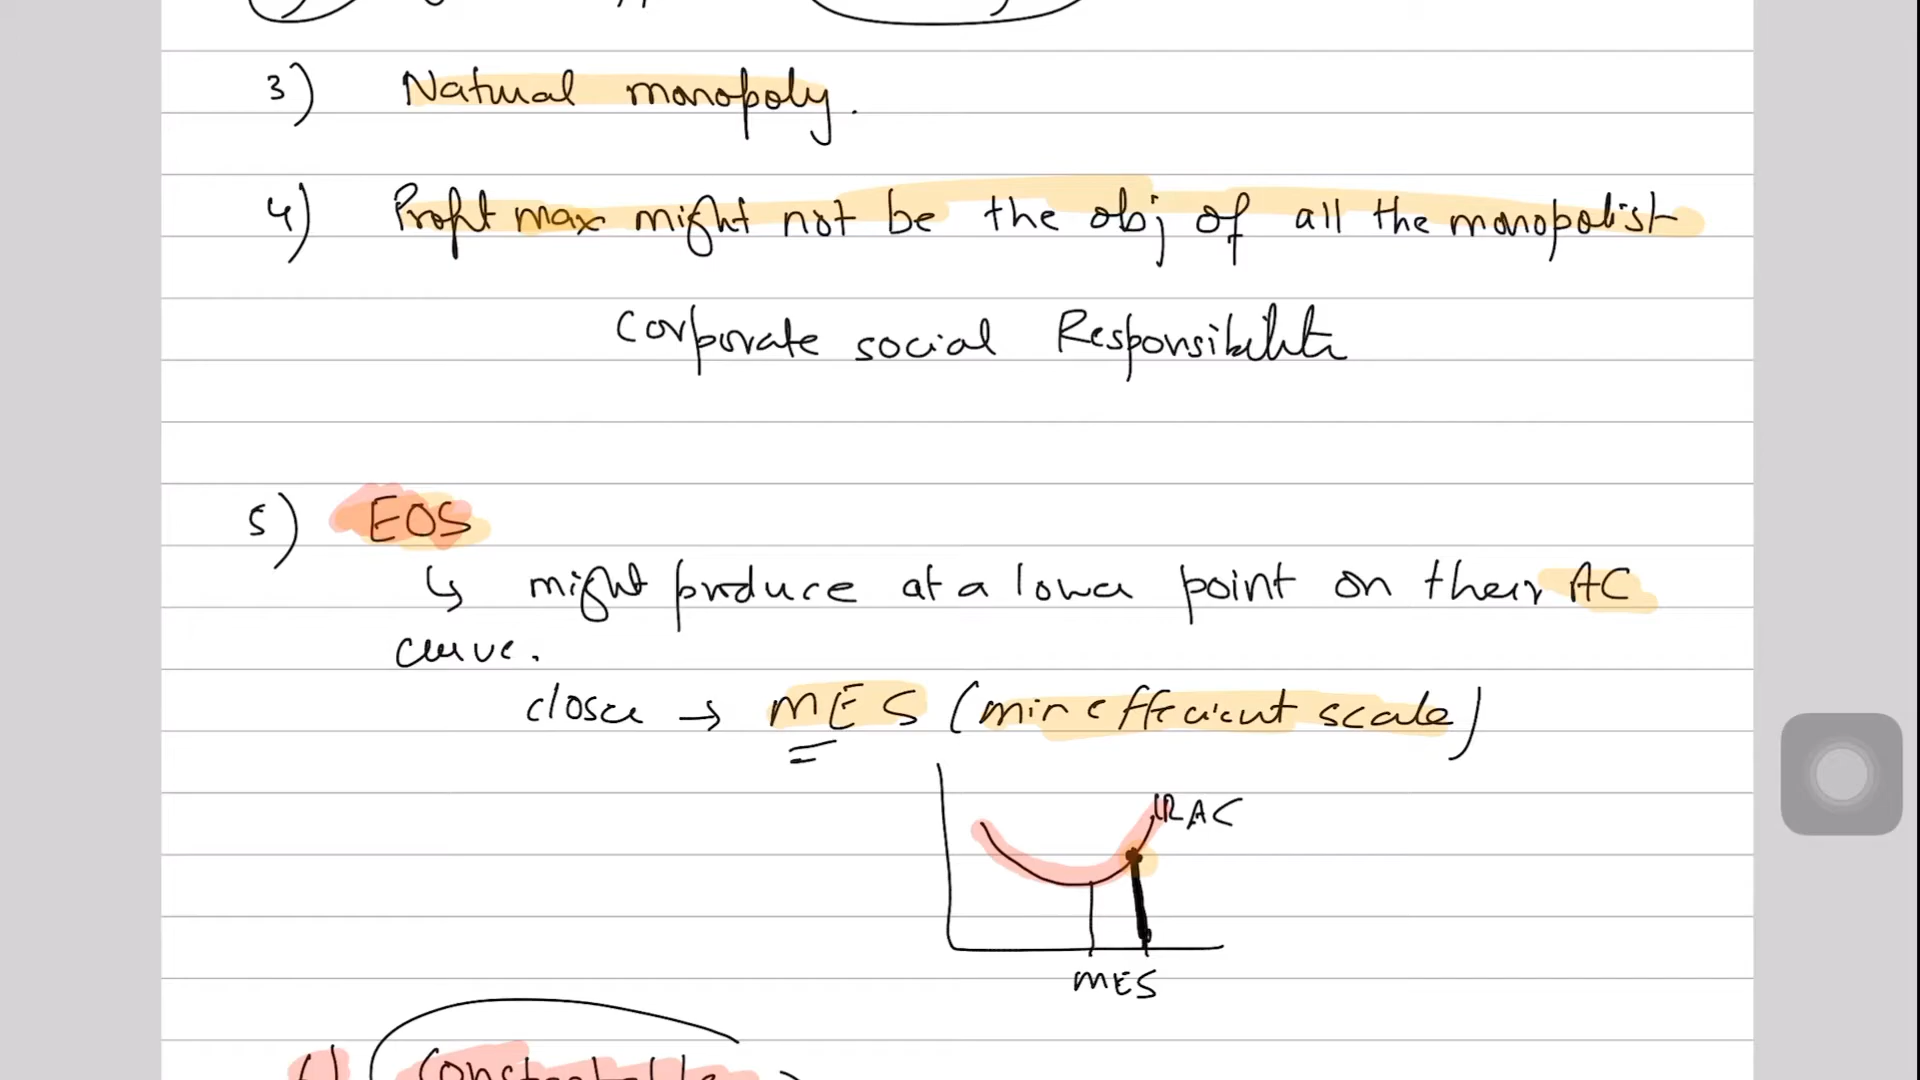 3) Natural monopoly.
4) Profit max might not be the obj of all the monopolist
Corporate social Responsibility
5) EOS
↳ might produce at a lower point on their AC
curve.
closer → MES (min efficient scale)
LRAC
MES